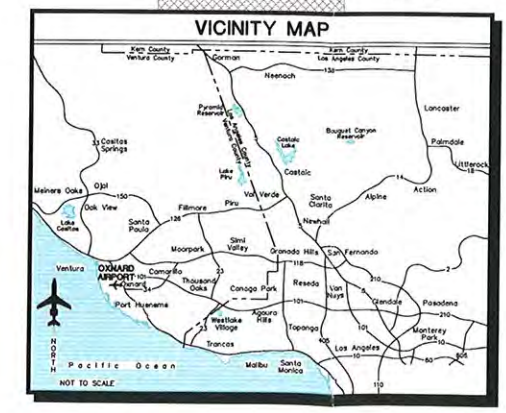 VICINITY MAP
Kern County
Ventura County
Kern County
Los Angeles County
Gorman
138
Neenach
Lancaster
Pyramid
Reservoir
Los Angeles County
Ventura County
Bouquet Canyon
Reservoir
Castaic
Lake
33
Casitas
Springs
Palmdale
Littlerock
18
Lake
Piru
Castaic
14
Action
Meiners Oaks
Ojai
150
Val Verde
Santa
Clarita
Alpine
Oak View
Lake
Casitas
Fillmore
Piru
126
Santa
Paula
5
Newhall
Simi
Valley
Moorpark
Granada Hills
118
San Fernando
2
Ventura
OXNARD
AIRPORT
Oxnard
101
Camarillo
34
23
Thousand
Oaks
Canoga Park
Reseda
Van
Nuys
210
5
Glendale
Pasadena
210
Port Hueneme
101
Westlake
Village
Agoura
Hills
23
Topanga
101
Monterey
Park
10
Trancas
405
Los Angeles
10
60
605
NORTH
Pacific Ocean
Malibu
Santa
Monica
NOT TO SCALE
110